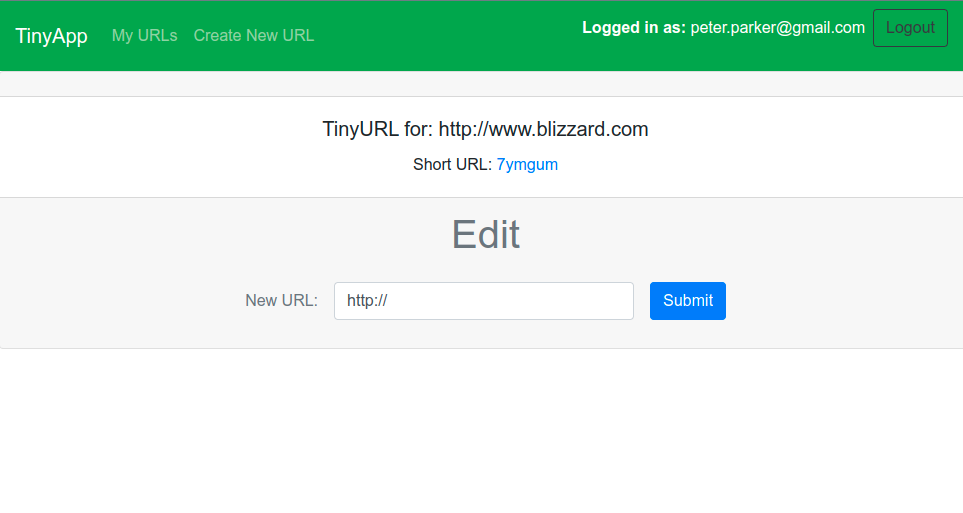 TinyApp My URLs Create New URL Logged in as: peter.parker@gmail.com Logout
TinyURL for: http://www.blizzard.com
Short URL: 7ymgum
Edit
New URL: http:// Submit